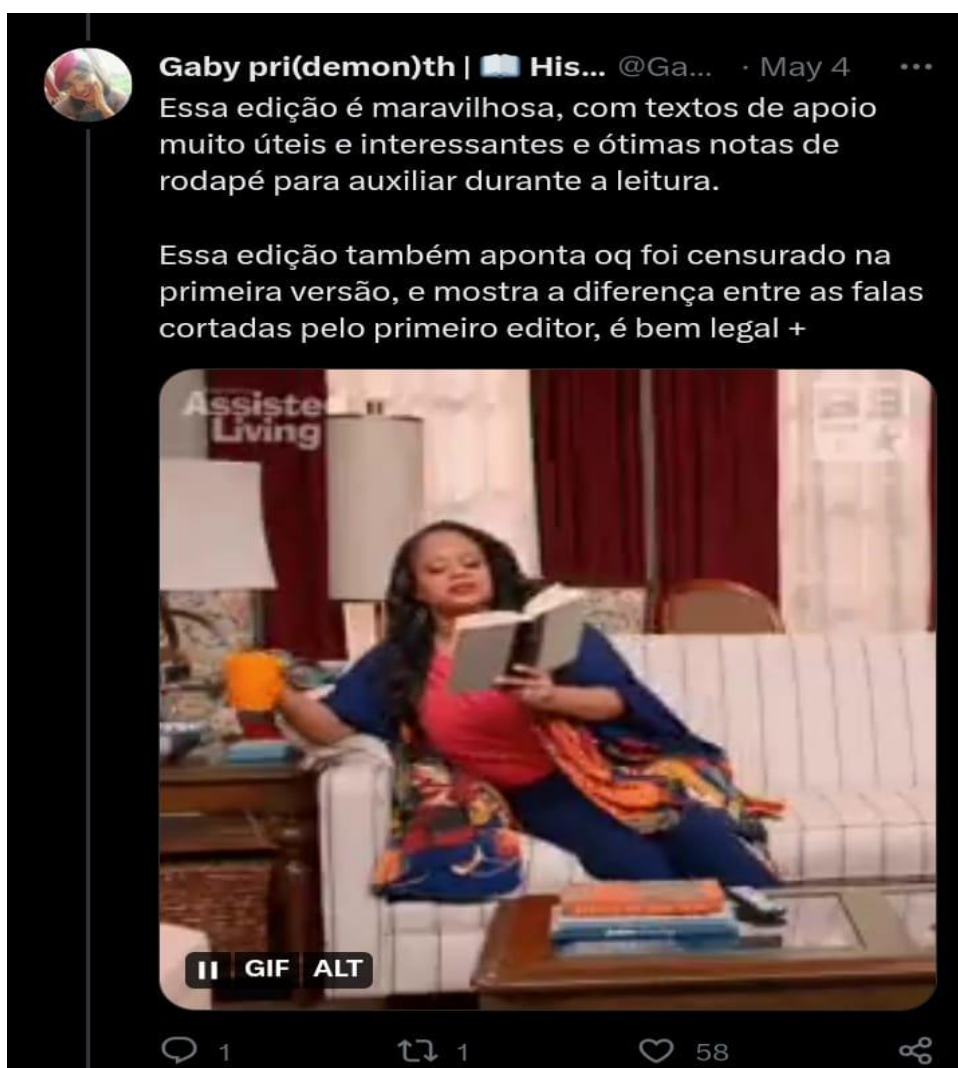 Gaby pri(demon)th | 📖 His... @Ga... · May 4 ...
Essa edição é maravilhosa, com textos de apoio
muito úteis e interessantes e ótimas notas de
rodapé para auxiliar durante a leitura.
Essa edição também aponta oq foi censurado na
primeira versão, e mostra a diferença entre as falas
cortadas pelo primeiro editor, é bem legal +
Assisted
Living
GIF ALT
1 1 58